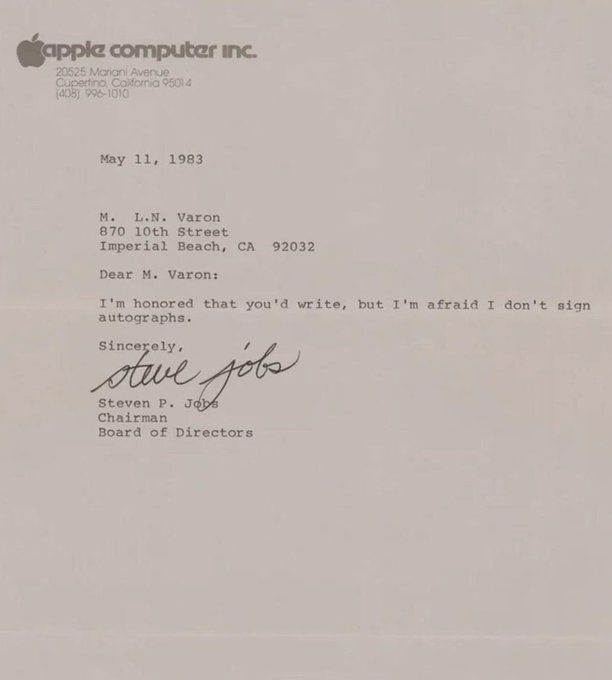 apple computer inc.
20525 Mariani Avenue
Cupertino, California 95014
(408) 996-1010
May 11, 1983
M. L.N. Varon
870 10th Street
Imperial Beach, CA 92032
Dear M. Varon:
I'm honored that you'd write, but I'm afraid I don't sign
autographs.
Sincerely,
steve jobs
Steven P. Jobs
Chairman
Board of Directors